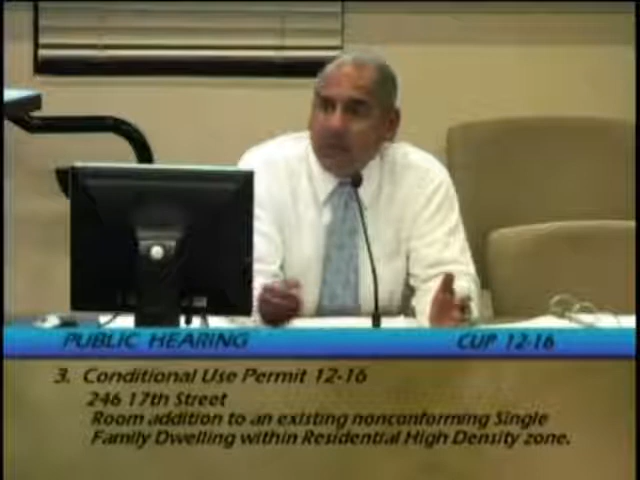 PUBLIC HEARING CUP 12-16
3. Conditional Use Permit 12-16
246 17th Street
Room addition to an existing nonconforming Single
Family Dwelling within Residential High Density zone.